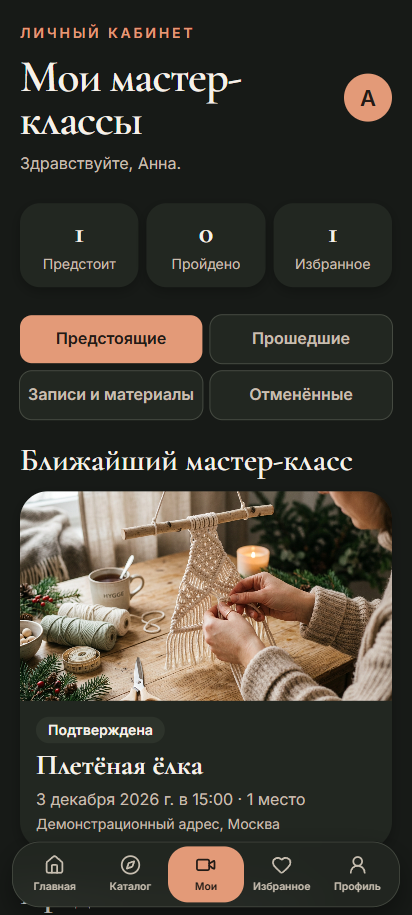 ЛИЧНЫЙ КАБИНЕТ
Мои мастер-
классы
А
Здравствуйте, Анна.
1
0
1
Предстоит
Пройдено
Избранное
Предстоящие
Прошедшие
Записи и материалы
Отменённые
Ближайший мастер-класс
HYGGE
Подтверждена
Плетёная ёлка
3 декабря 2026 г. в 15:00 · 1 место
Демонстрационный адрес, Москва
Главная
Каталог
Мои
Избранное
Профиль